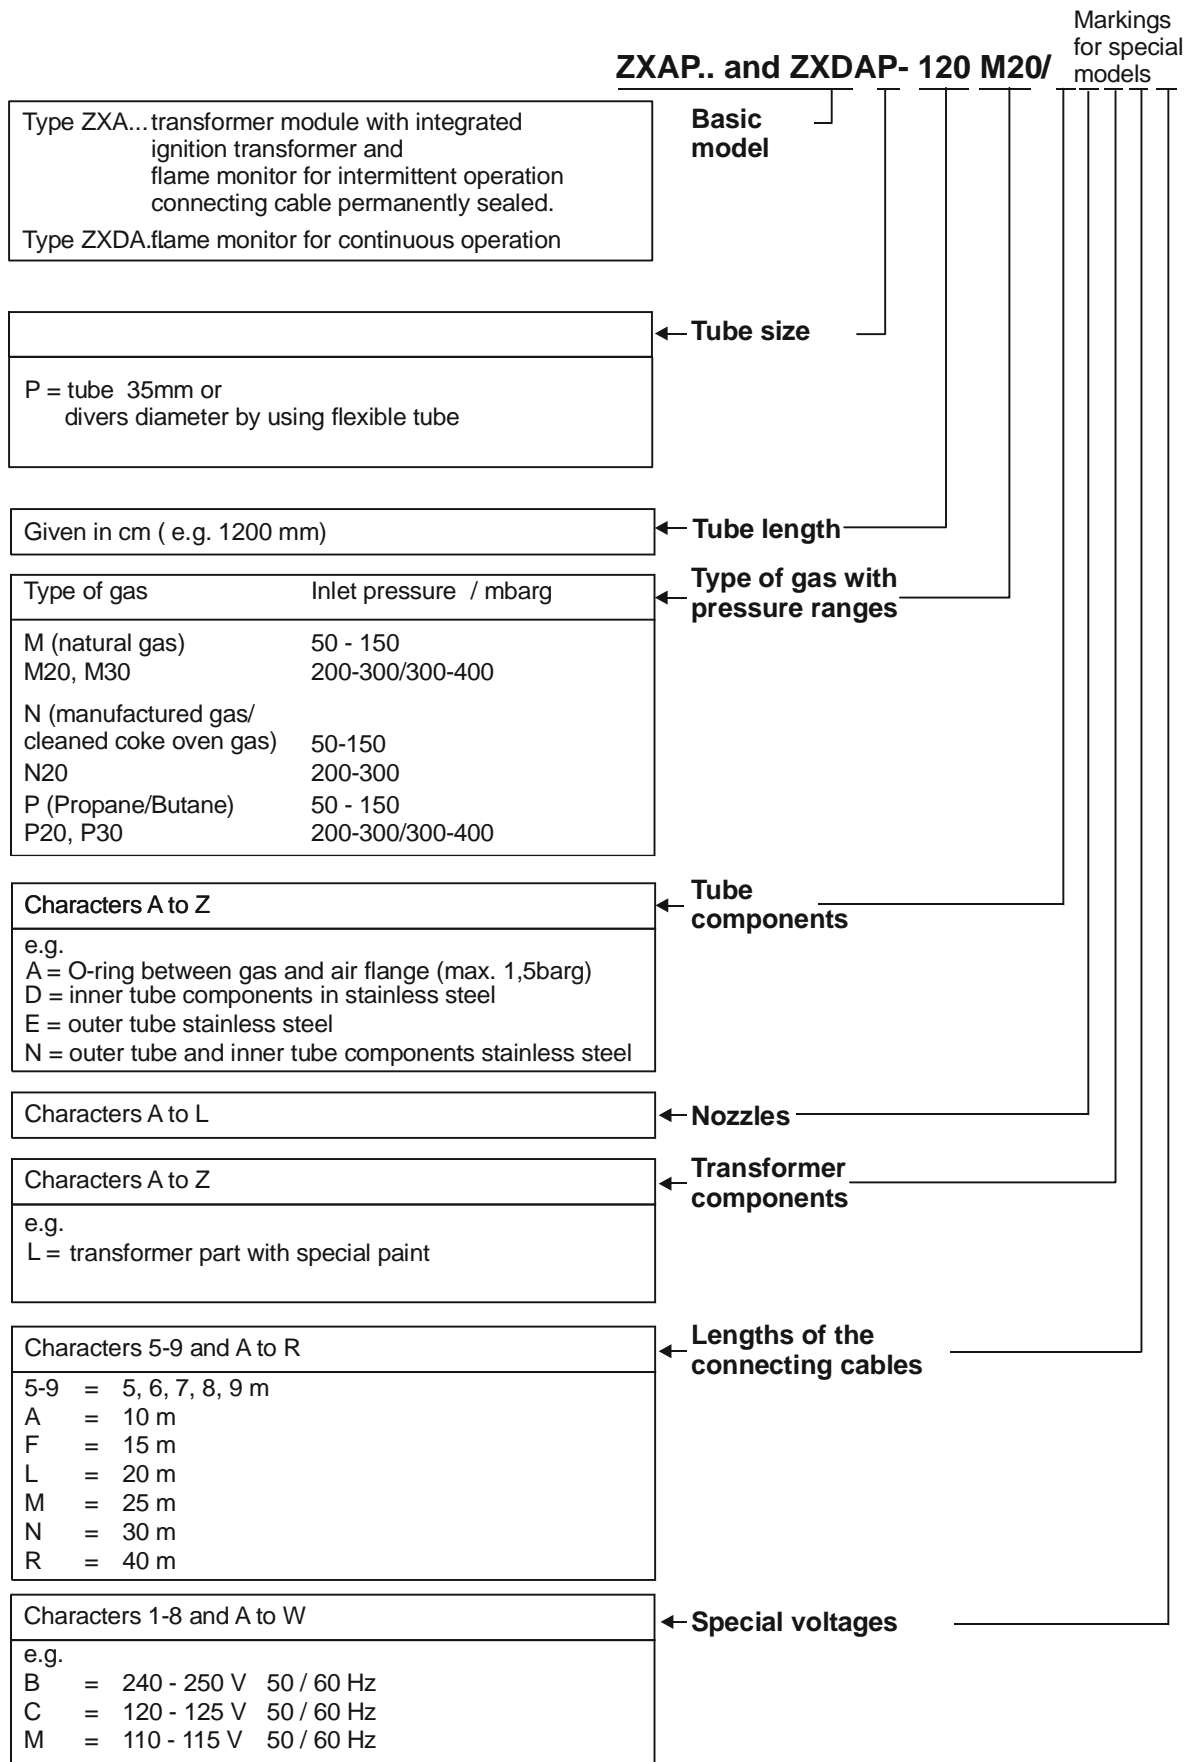 Markings
for special
models
ZXAP.. and ZXDAP- 120 M20/
Type ZXA... transformer module with integrated
ignition transformer and
flame monitor for intermittent operation
connecting cable permanently sealed.
Type ZXDA..flame monitor for continuous operation
Basic
model
Tube size
P = tube 35mm or
divers diameter by using flexible tube
Given in cm ( e.g. 1200 mm)
Tube length
Type of gas Inlet pressure / mbarg
Type of gas with
pressure ranges
M (natural gas) 50 - 150
M20, M30 200-300/300-400
N (manufactured gas/
cleaned coke oven gas) 50-150
N20 200-300
P (Propane/Butane) 50 - 150
P20, P30 200-300/300-400
Characters A to Z
Tube
components
e.g.
A = O-ring between gas and air flange (max. 1,5barg)
D = inner tube components in stainless steel
E = outer tube stainless steel
N = outer tube and inner tube components stainless steel
Characters A to L
Nozzles
Characters A to Z
Transformer
components
e.g.
L = transformer part with special paint
Characters 5-9 and A to R
Lengths of the
connecting cables
5-9 = 5, 6, 7, 8, 9 m
A = 10 m
F = 15 m
L = 20 m
M = 25 m
N = 30 m
R = 40 m
Characters 1-8 and A to W
Special voltages
e.g.
B = 240 - 250 V 50 / 60 Hz
C = 120 - 125 V 50 / 60 Hz
M = 110 - 115 V 50 / 60 Hz